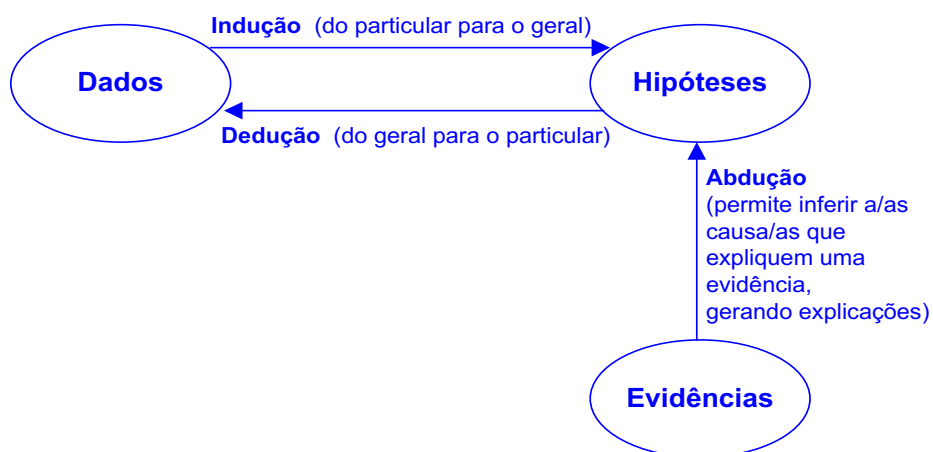 Indução (do particular para o geral)
Dados
Hipóteses
Dedução (do geral para o particular)
Abdução
(permite inferir a/as
causa/as que
expliquem uma
evidência,
gerando explicações)
Evidências